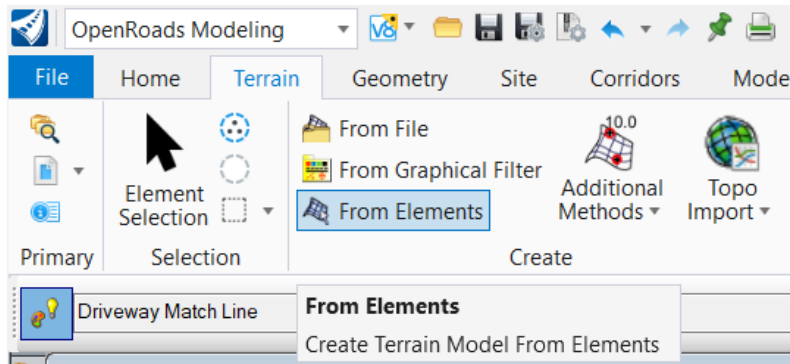 OpenRoads Modeling
File Home Terrain Geometry Site Corridors Mode
From File
From Graphical Filter
From Elements
Element
Selection
10.0
Additional
Methods
Topo
Import
Primary Selection Create
Driveway Match Line
From Elements
Create Terrain Model From Elements